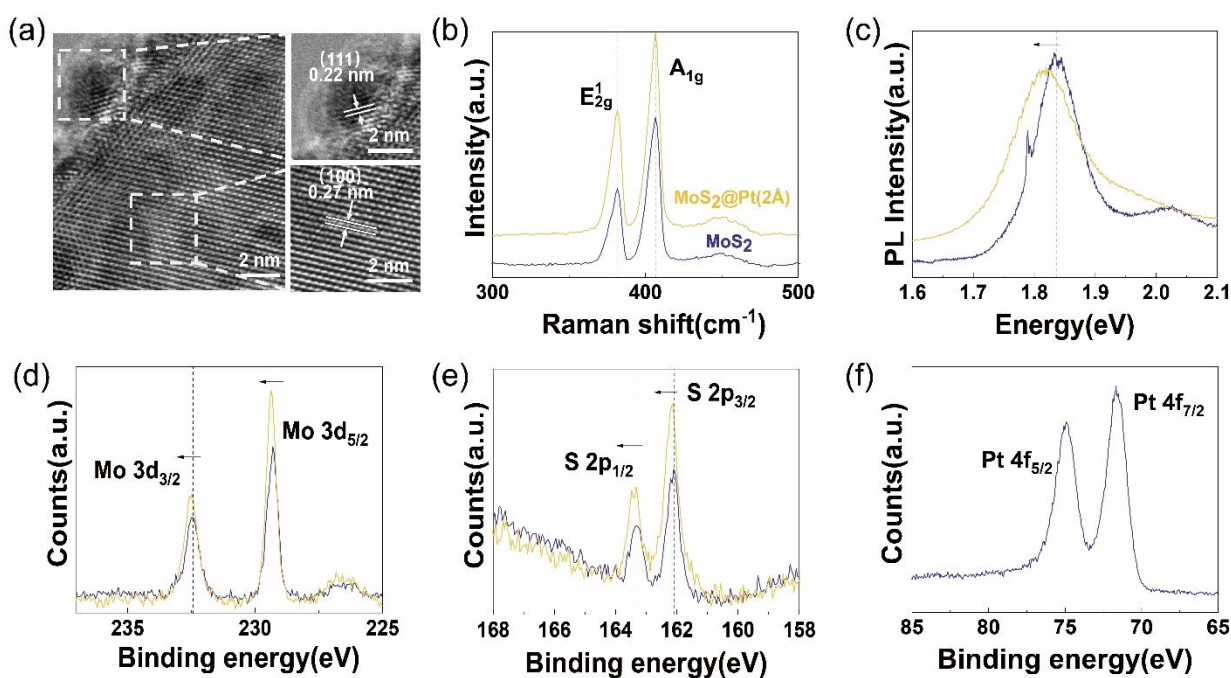 (a)
(111)
0.22 nm
2 nm
(100)
0.27 nm
2 nm
2 nm
(b)
Intensity(a.u.)
E¹₂g
A₁g
MoS₂@Pt(2Å)
MoS₂
300 400 500
Raman shift(cm⁻¹)
(c)
PL Intensity(a.u.)
1.6 1.7 1.8 1.9 2.0 2.1
Energy(eV)
(d)
Counts(a.u.)
Mo 3d₃/₂
Mo 3d₅/₂
235 230 225
Binding energy(eV)
(e)
Counts(a.u.)
S 2p₁/₂
S 2p₃/₂
168 166 164 162 160 158
Binding energy(eV)
(f)
Counts(a.u.)
Pt 4f₅/₂
Pt 4f₇/₂
85 80 75 70 65
Binding energy(eV)